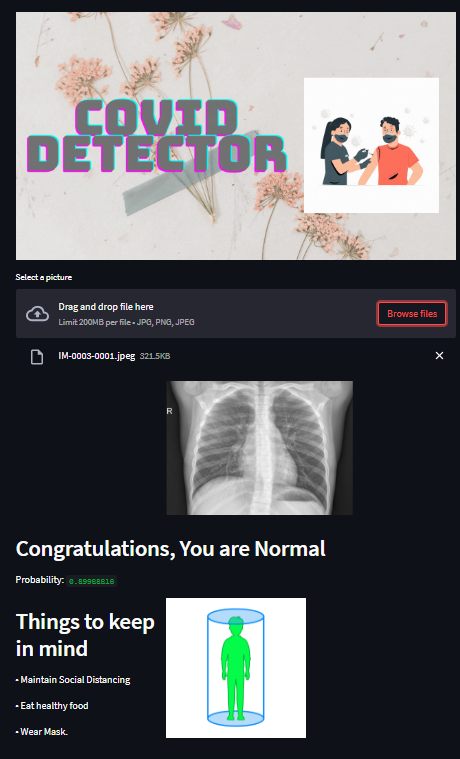 COVID
DETECTOR
Select a picture
Drag and drop file here
Limit 200MB per file • JPG, PNG, JPEG
Browse files
IM-0003-0001.jpeg 321.5KB
R
Congratulations, You are Normal
Probability: 0.89988816
Things to keep
in mind
• Maintain Social Distancing
• Eat healthy food
• Wear Mask.